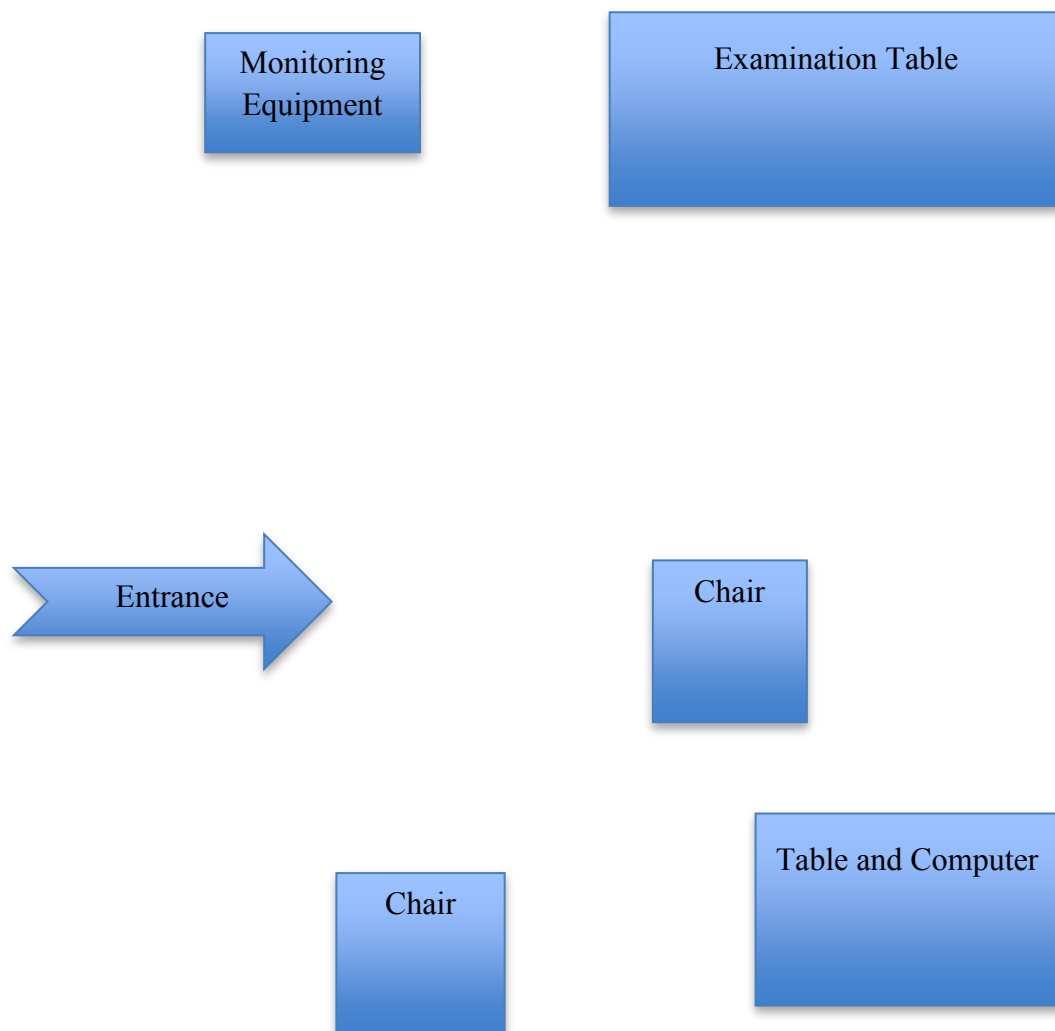 Monitoring
Equipment
Examination Table
Entrance
Chair
Table and Computer
Chair